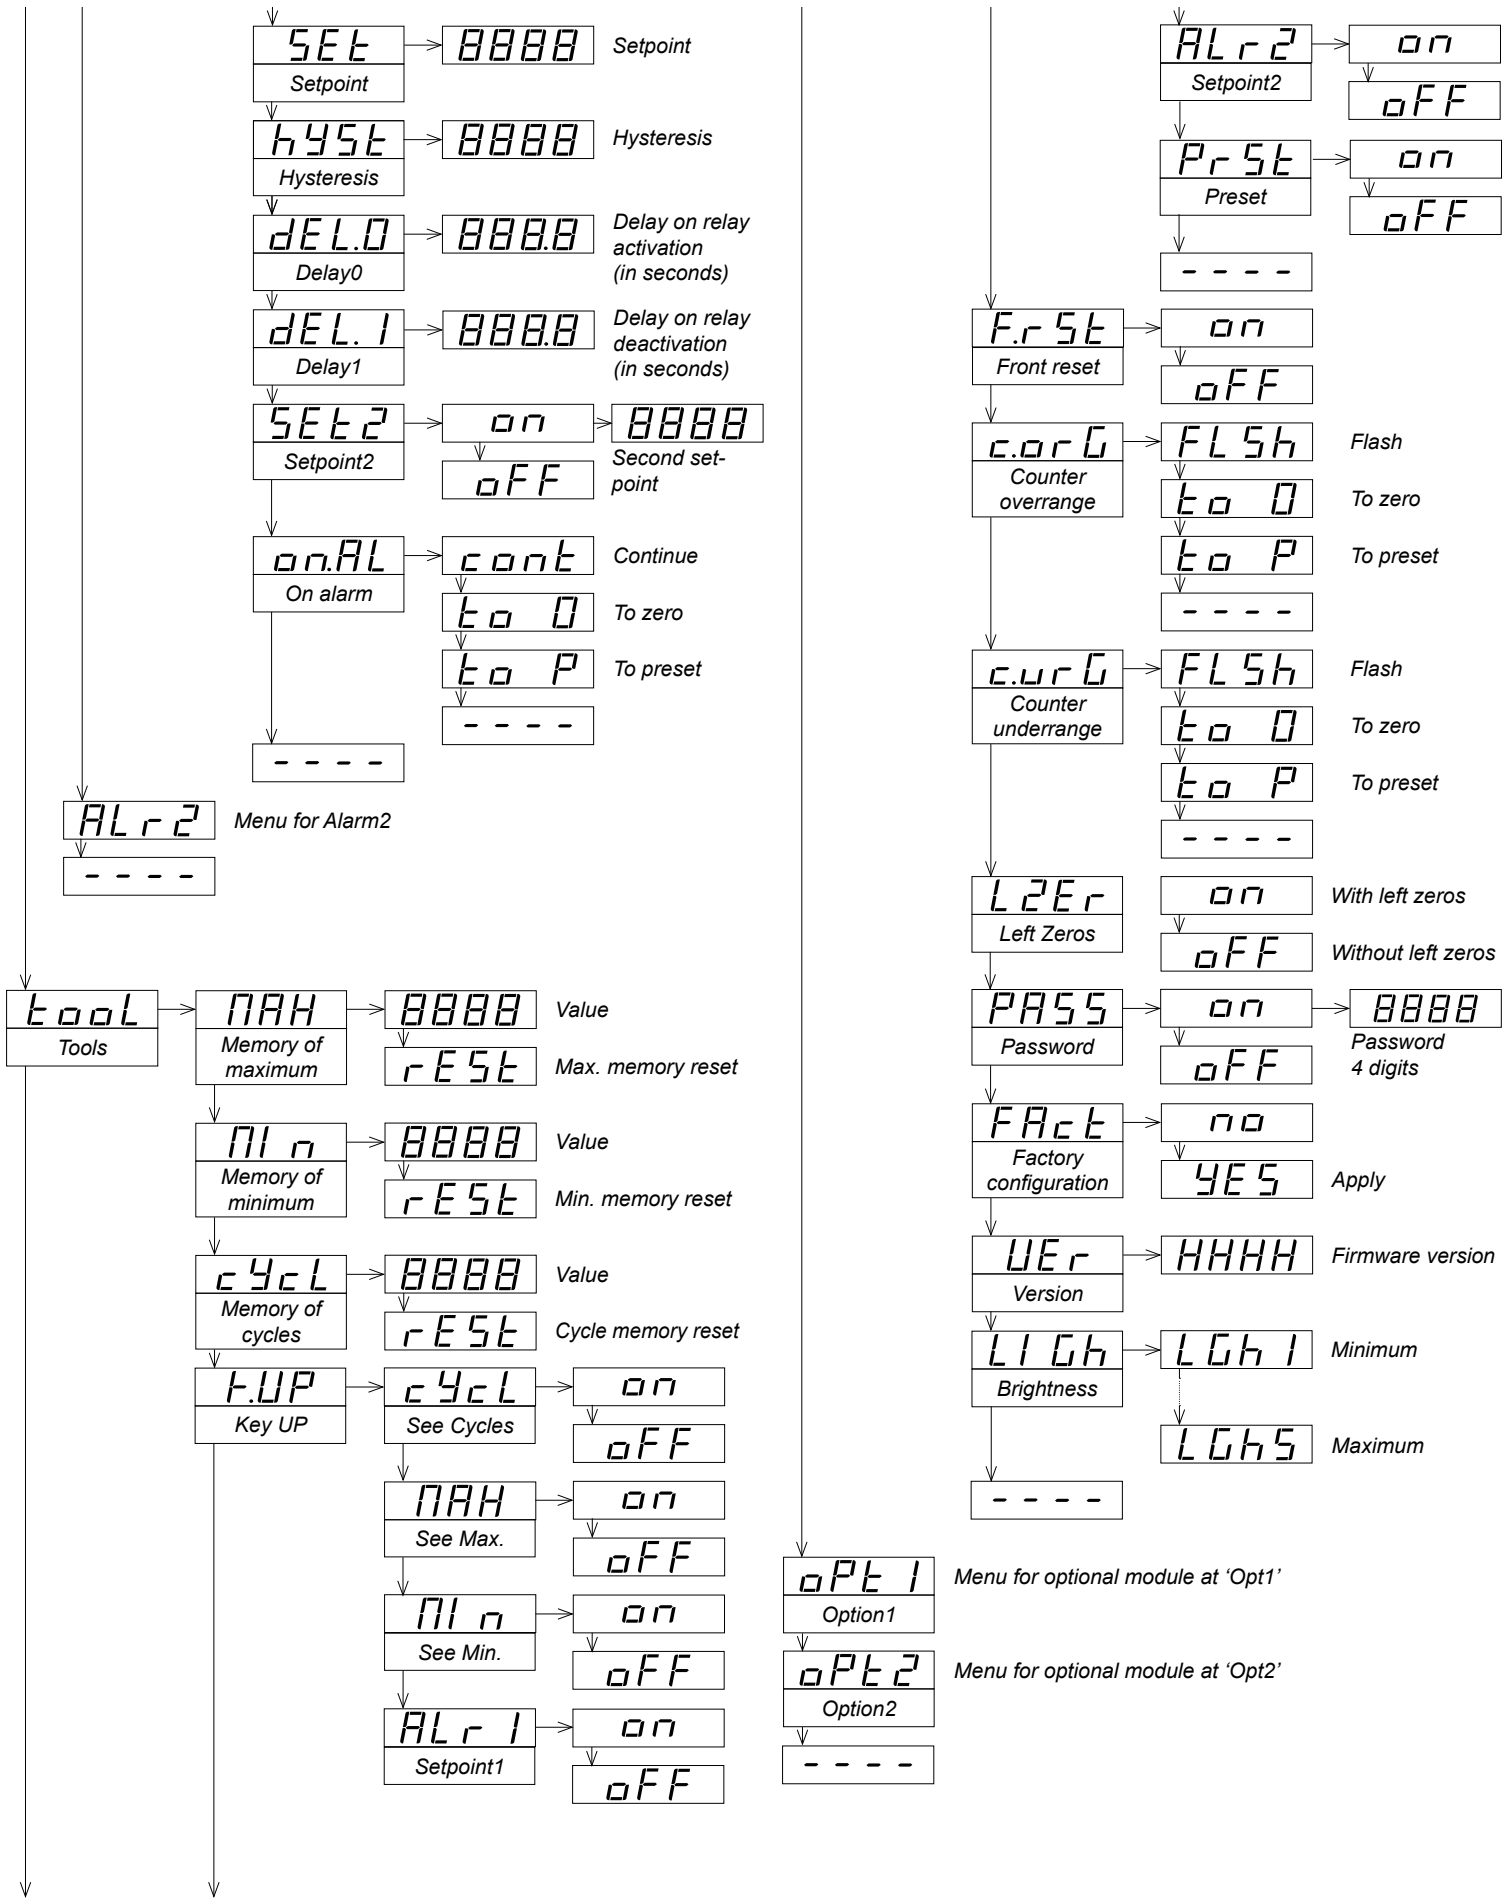 SEt
8888
Setpoint
Setpoint
hYSt
8888
Hysteresis
Hysteresis
dEL.0
888.8
Delay on relay
activation
(in seconds)
Delay0
dEL.1
888.8
Delay on relay
deactivation
(in seconds)
Delay1
SEt2
on
8888
Setpoint2
oFF
Second set-
point
on.AL
cont
Continue
On alarm
to 0
To zero
to P
To preset
----
----
ALr2
Menu for Alarm2
----
tooL
Tools
MAH
8888
Value
Memory of
maximum
rESt
Max. memory reset
MIn
8888
Value
Memory of
minimum
rESt
Min. memory reset
cYcL
8888
Value
Memory of
cycles
rESt
Cycle memory reset
k.UP
Key UP
cYcL
on
See Cycles
oFF
MAH
on
See Max.
oFF
MIn
on
See Min.
oFF
ALr1
on
Setpoint1
oFF
ALr2
on
Setpoint2
oFF
PrSt
on
Preset
oFF
----
F.rSt
on
Front reset
oFF
c.orG
FLSh
Flash
Counter
overrange
to 0
To zero
to P
To preset
----
c.urG
FLSh
Flash
Counter
underrange
to 0
To zero
to P
To preset
----
L2Er
on
With left zeros
Left Zeros
oFF
Without left zeros
PASS
on
8888
Password
oFF
Password
4 digits
FAct
no
Factory
configuration
YES
Apply
VEr
HHHH
Firmware version
Version
LIGh
LGh1
Minimum
Brightness
LGh5
Maximum
----
oPt1
Menu for optional module at ‘Opt1’
Option1
oPt2
Menu for optional module at ‘Opt2’
Option2
----